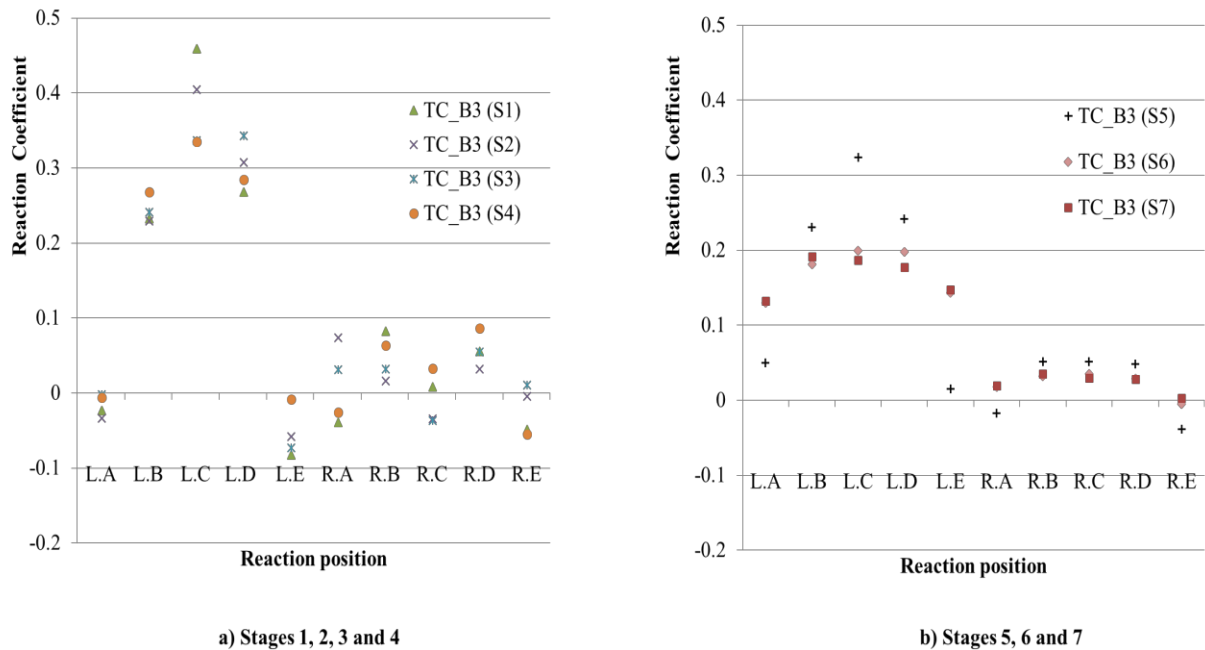 0.5
0.4
0.3
0.2
0.1
0
-0.1
-0.2
Reaction Coefficient
TC_B3 (S1)
TC_B3 (S2)
TC_B3 (S3)
TC_B3 (S4)
L.A L.B L.C L.D L.E R.A R.B R.C R.D R.E
Reaction position
a) Stages 1, 2, 3 and 4
0.5
0.4
0.3
0.2
0.1
0
-0.1
-0.2
Reaction Coefficient
TC_B3 (S5)
TC_B3 (S6)
TC_B3 (S7)
L.A L.B L.C L.D L.E R.A R.B R.C R.D R.E
Reaction position
b) Stages 5, 6 and 7